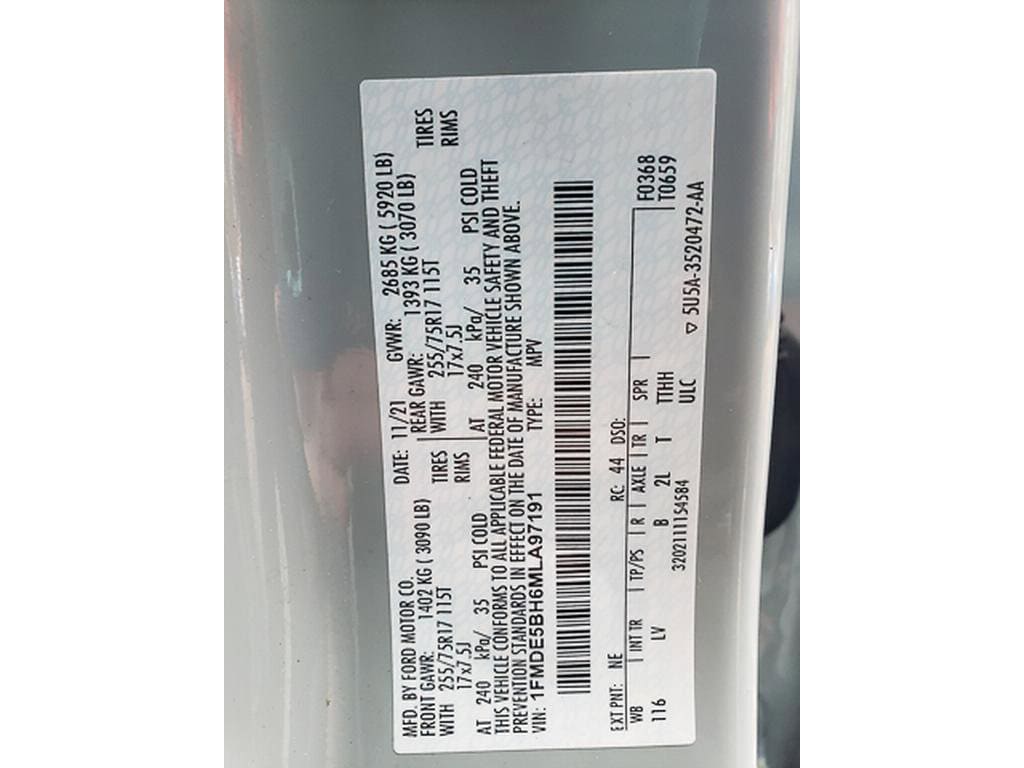 MFD. BY FORD MOTOR CO. DATE: 11/21 GVWR: 2685 KG ( 5920 LB)
FRONT GAWR: 1402 KG ( 3090 LB) REAR GAWR: 1393 KG ( 3070 LB)
WITH 255/75R17 115T TIRES WITH 255/75R17 115T TIRES
17x7.5J RIMS 17x7.5J RIMS
AT 240 kPa/ 35 PSI COLD AT 240 kPa/ 35 PSI COLD
THIS VEHICLE CONFORMS TO ALL APPLICABLE FEDERAL MOTOR VEHICLE SAFETY AND THEFT
PREVENTION STANDARDS IN EFFECT ON THE DATE OF MANUFACTURE SHOWN ABOVE.
VIN: 1FMDE5BH6MLA97191 TYPE: MPV
EXT PNT: NE RC: 44 DSO: F0368
WB INT TR TP/PS R AXLE TR SPR T0659
116 LV B 2L T TTHH
320211154584 ULC ▽ 5U5A-3520472-AA